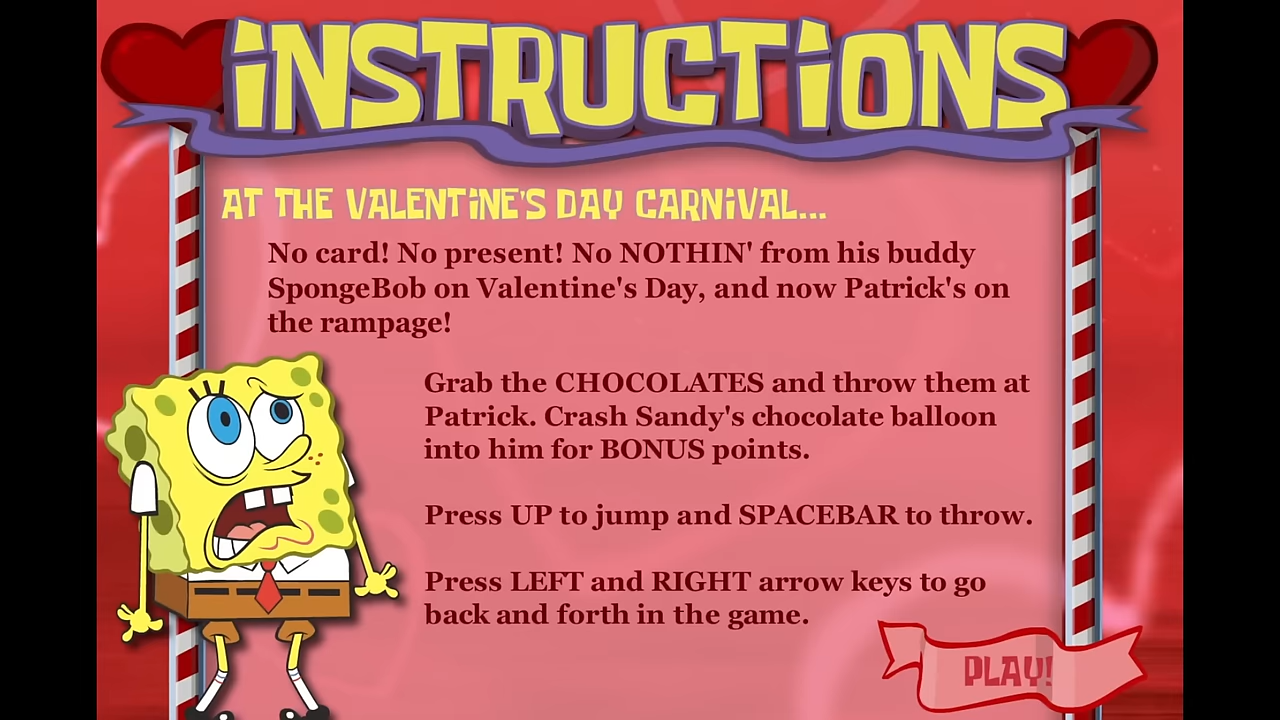 INSTRUCTIONS
AT THE VALENTINE'S DAY CARNIVAL...
No card! No present! No NOTHIN' from his buddy
SpongeBob on Valentine's Day, and now Patrick's on
the rampage!
Grab the CHOCOLATES and throw them at
Patrick. Crash Sandy's chocolate balloon
into him for BONUS points.
Press UP to jump and SPACEBAR to throw.
Press LEFT and RIGHT arrow keys to go
back and forth in the game.
PLAY!